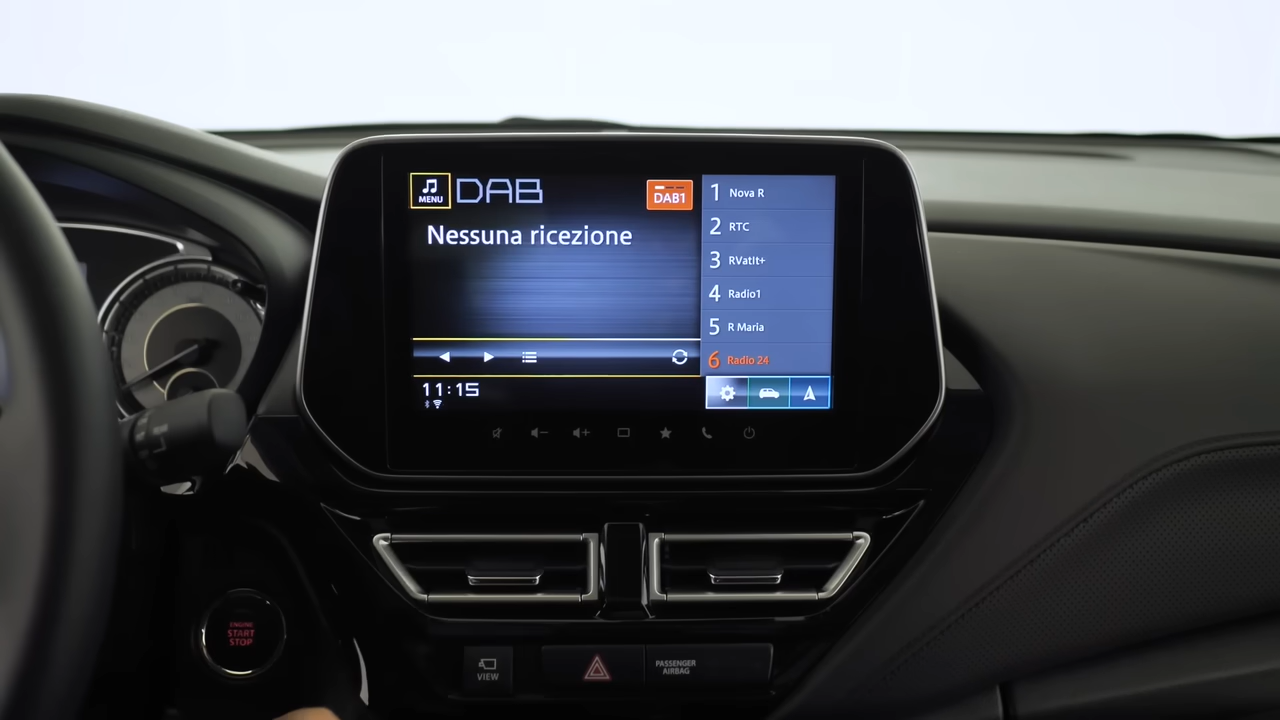 MENU
DAB
DAB1
Nessuna ricezione
1 Nova R
2 RTC
3 RVatIt+
4 Radio1
5 R Maria
6 Radio 24
11:15
ENGINE
START
STOP
VIEW
PASSENGER
AIRBAG